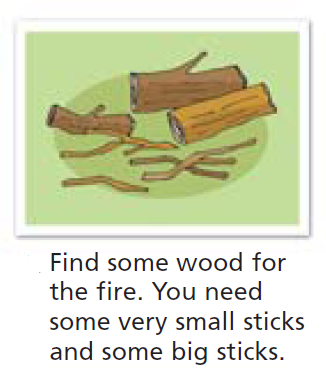 Find some wood for
the fire. You need
some very small sticks
and some big sticks.